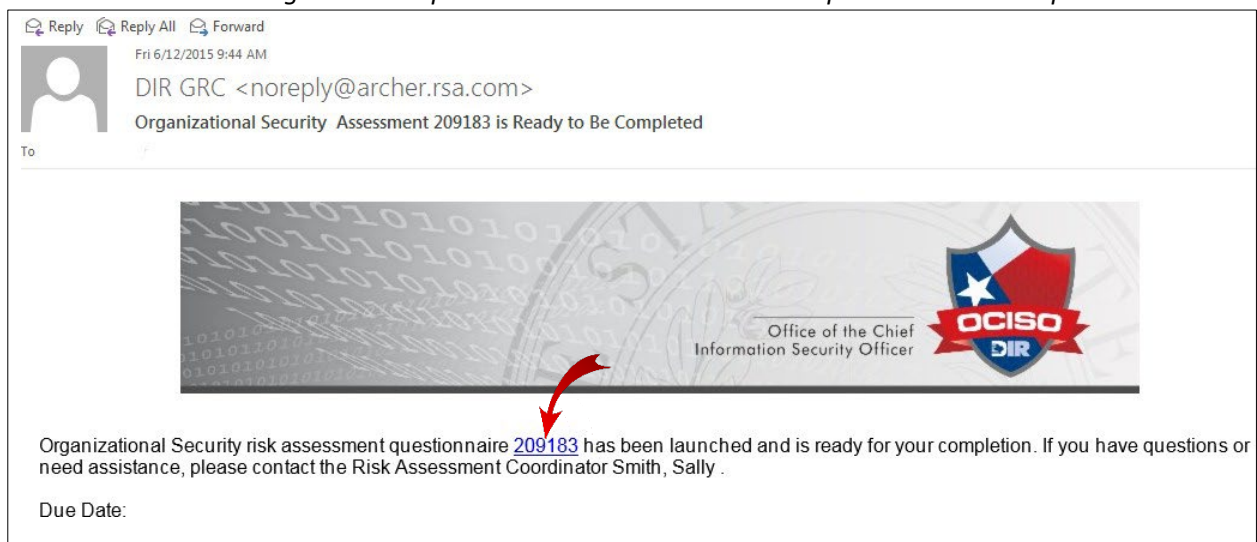 Reply Reply All Forward
Fri 6/12/2015 9:44 AM
DIR GRC <noreply@archer.rsa.com>
Organizational Security Assessment 209183 is Ready to Be Completed
To
Office of the Chief
Information Security Officer
OCISO
DIR
Organizational Security risk assessment questionnaire 209183 has been launched and is ready for your completion. If you have questions or
need assistance, please contact the Risk Assessment Coordinator Smith, Sally .
Due Date: